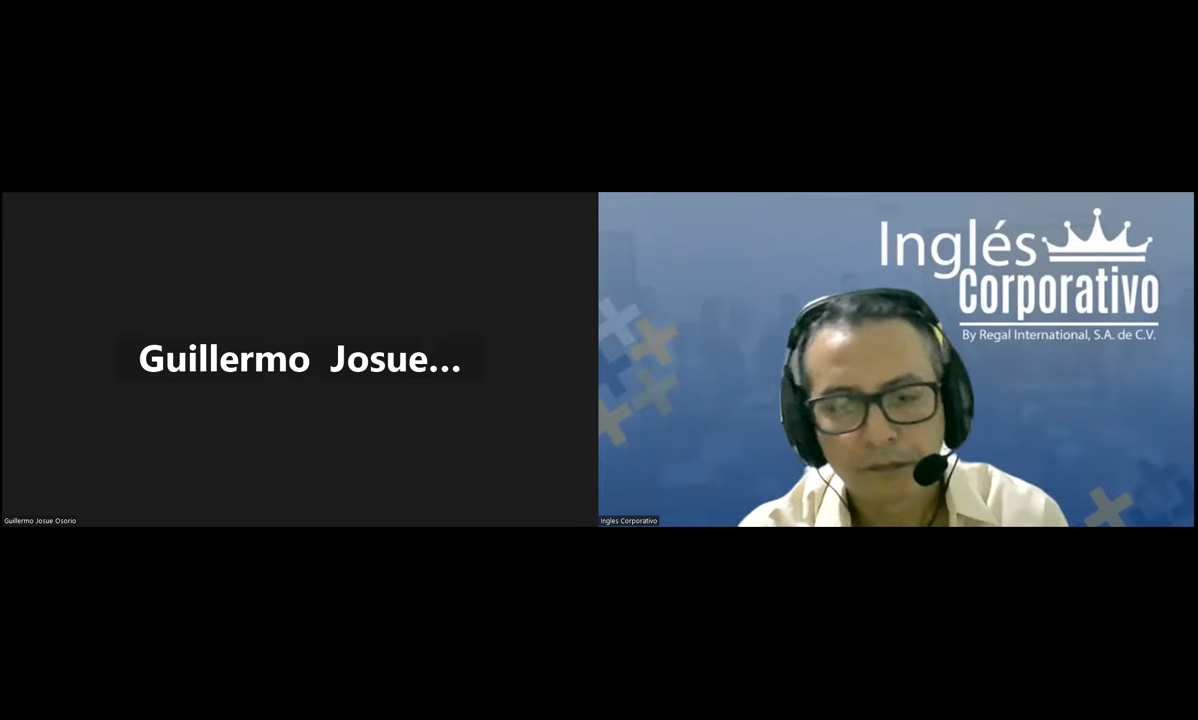 Guillermo Josue...
Guillermo Josue Osorio
Inglés
Corporativo
By Regal International, S.A. de C.V.
Ingles Corporativo